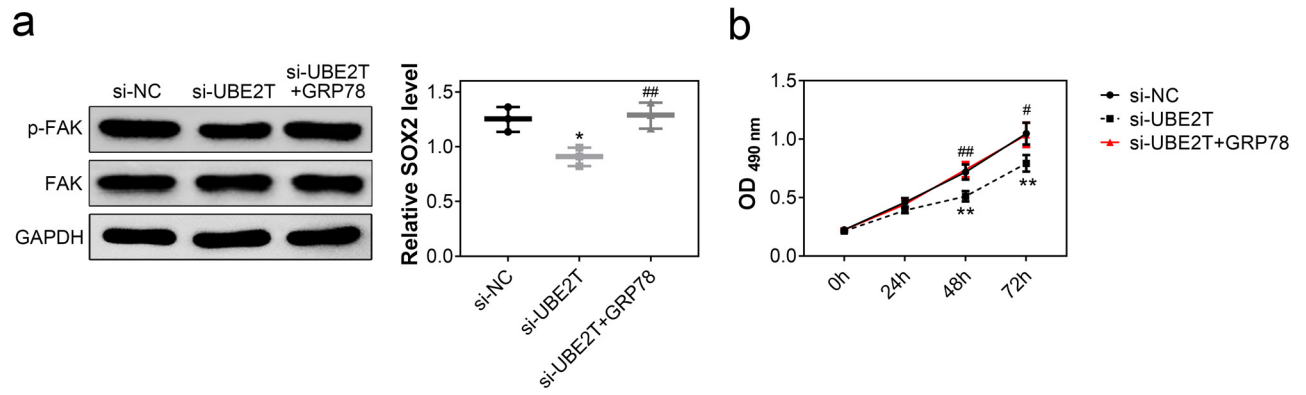 a
si-NC
si-UBE2T
si-UBE2T
+GRP78
p-FAK
FAK
GAPDH
Relative SOX2 level
1.5
1.0
0.5
0.0
*
##
si-NC
si-UBE2T
si-UBE2T+GRP78
b
OD 490 nm
1.5
1.0
0.5
0.0
##
**
#
**
0h
24h
48h
72h
si-NC
si-UBE2T
si-UBE2T+GRP78